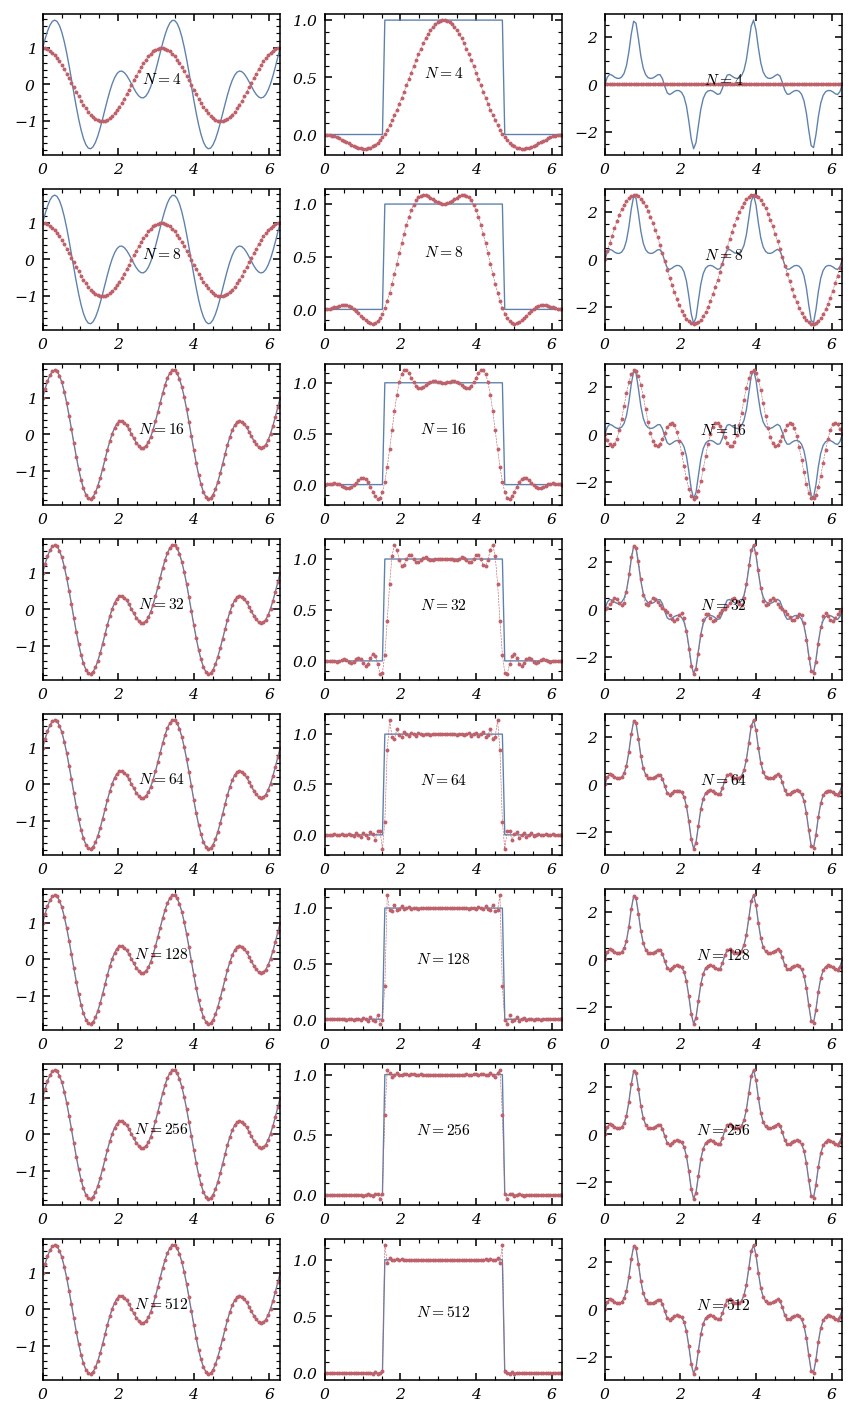 1 0 −1 N = 4 0 2 4 6
1.0 0.5 0.0 N = 4 0 2 4 6
2 0 −2 N = 4 0 2 4 6
1 0 −1 N = 8 0 2 4 6
1.0 0.5 0.0 N = 8 0 2 4 6
2 0 −2 N = 8 0 2 4 6
1 0 −1 N = 16 0 2 4 6
1.0 0.5 0.0 N = 16 0 2 4 6
2 0 −2 N = 16 0 2 4 6
1 0 −1 N = 32 0 2 4 6
1.0 0.5 0.0 N = 32 0 2 4 6
2 0 −2 N = 32 0 2 4 6
1 0 −1 N = 64 0 2 4 6
1.0 0.5 0.0 N = 64 0 2 4 6
2 0 −2 N = 64 0 2 4 6
1 0 −1 N = 128 0 2 4 6
1.0 0.5 0.0 N = 128 0 2 4 6
2 0 −2 N = 128 0 2 4 6
1 0 −1 N = 256 0 2 4 6
1.0 0.5 0.0 N = 256 0 2 4 6
2 0 −2 N = 256 0 2 4 6
1 0 −1 N = 512 0 2 4 6
1.0 0.5 0.0 N = 512 0 2 4 6
2 0 −2 N = 512 0 2 4 6